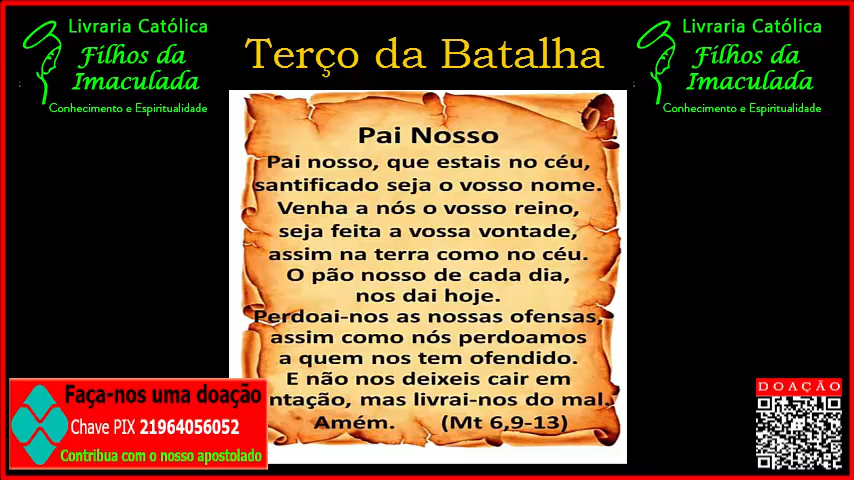 Livraria Católica
Filhos da
Imaculada
Conhecimento e Espiritualidade
Terço da Batalha
Livraria Católica
Filhos da
Imaculada
Conhecimento e Espiritualidade
Pai Nosso
Pai nosso, que estais no céu,
santificado seja o vosso nome.
Venha a nós o vosso reino,
seja feita a vossa vontade,
assim na terra como no céu.
O pão nosso de cada dia,
nos dai hoje.
Perdoai-nos as nossas ofensas,
assim como nós perdoamos
a quem nos tem ofendido.
E não nos deixeis cair em
ntação, mas livrai-nos do mal.
Amém. (Mt 6,9-13)
Faça-nos uma doação
Chave PIX 21964056052
Contribua com o nosso apostolado
DOAÇÃO